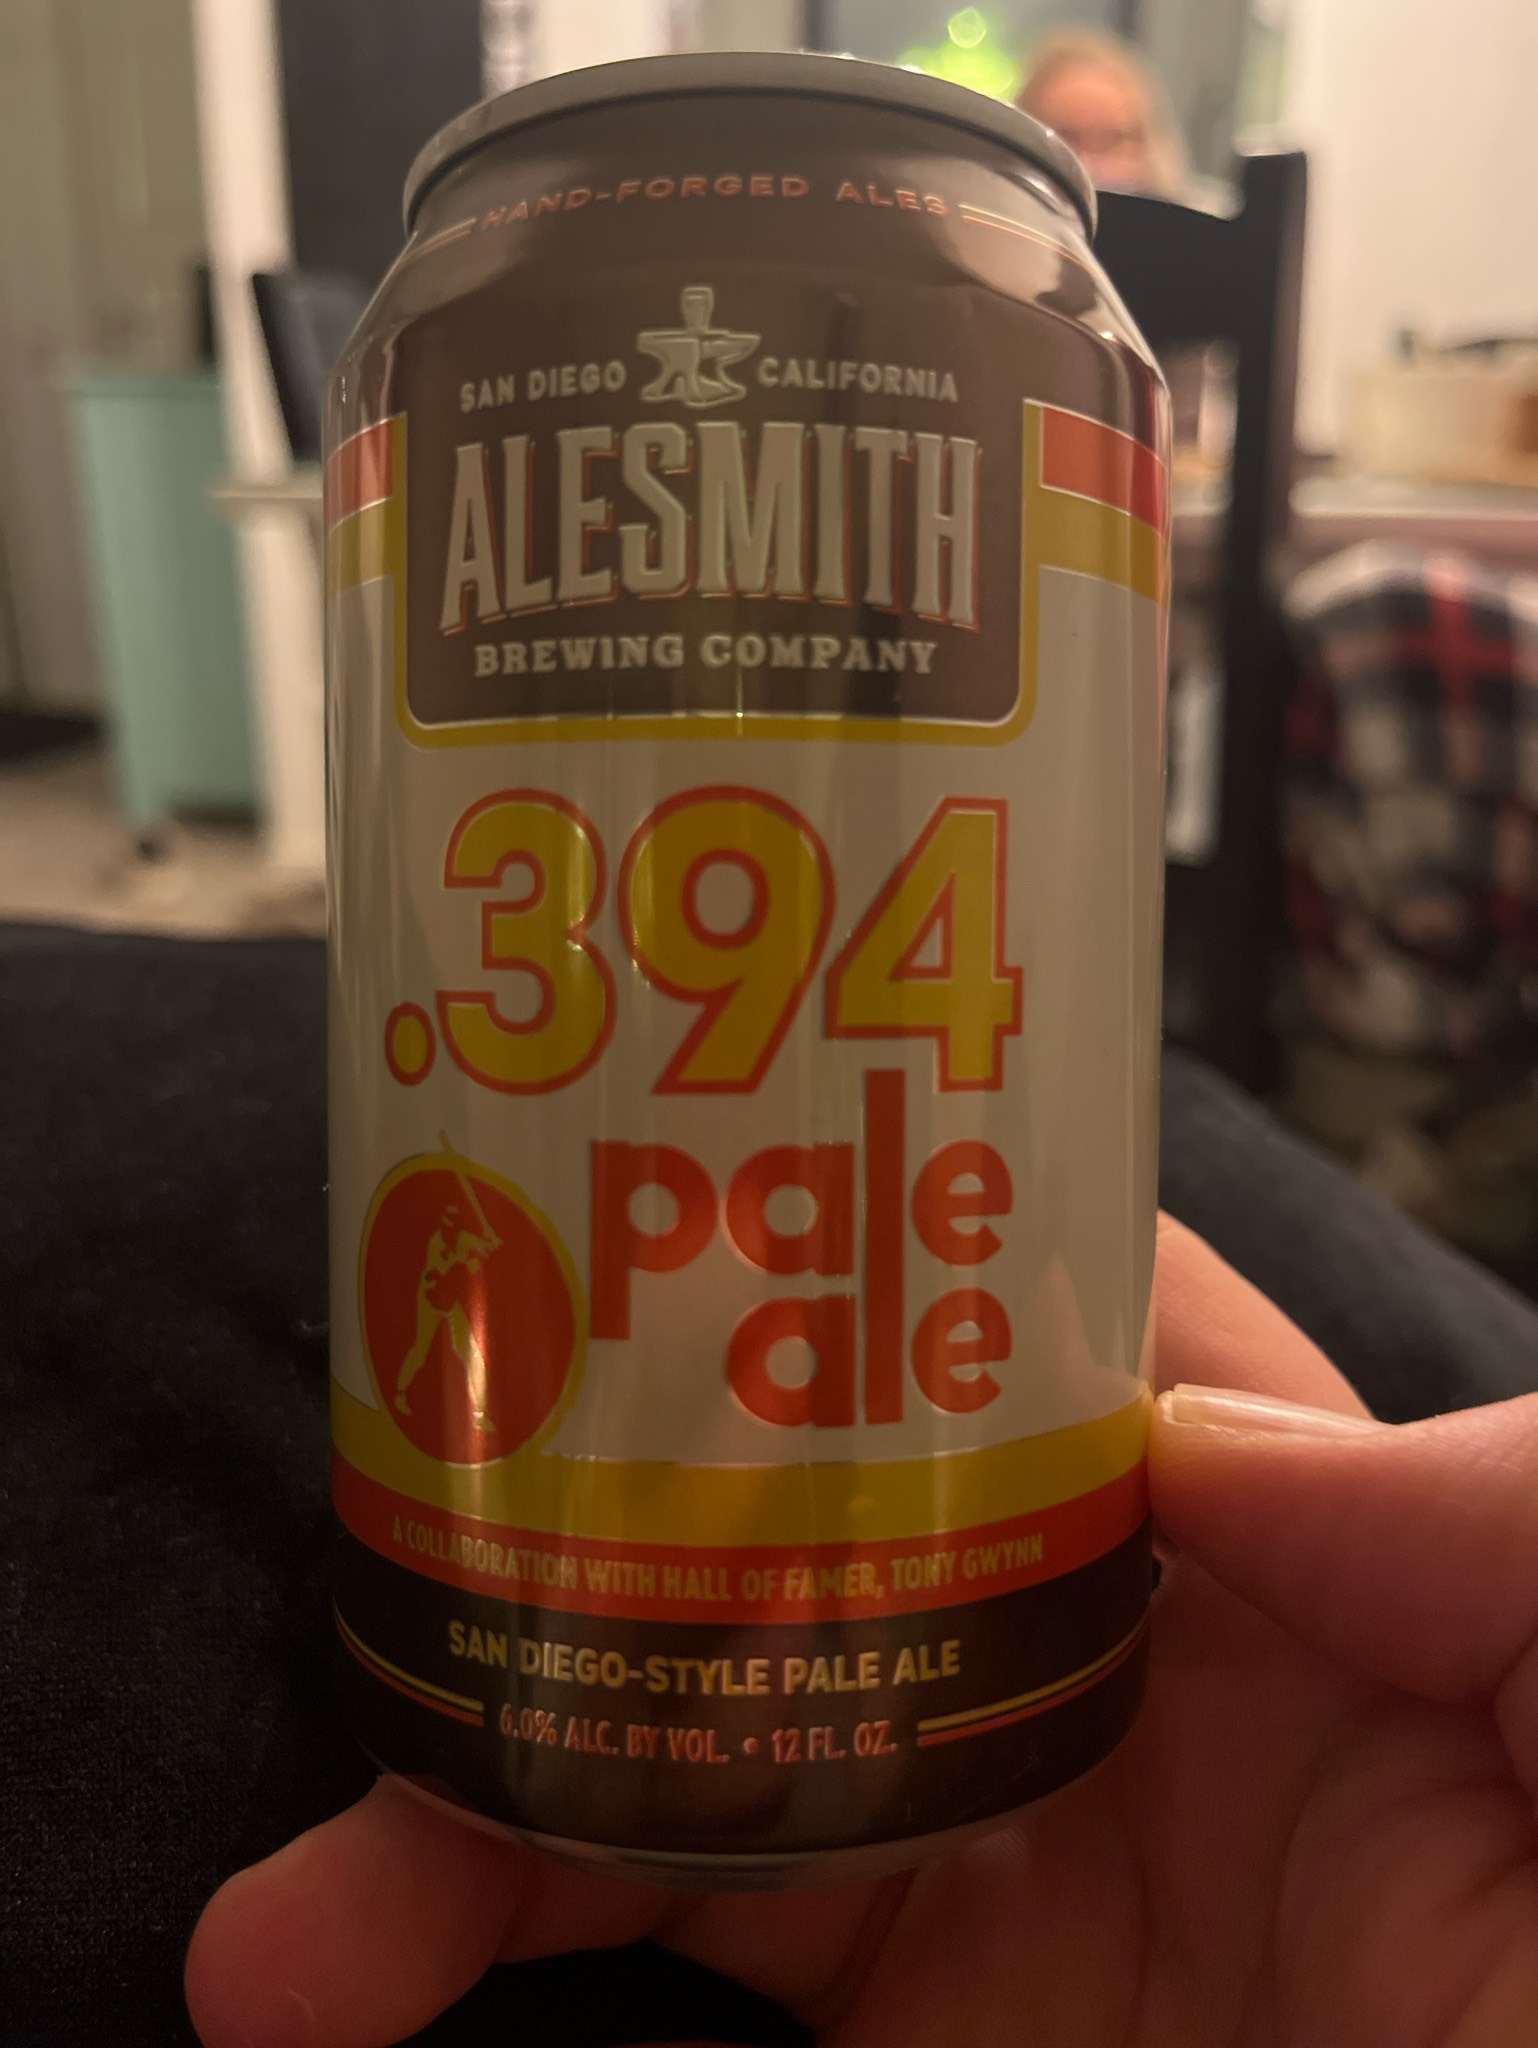 HAND-FORGED ALES
SAN DIEGO CALIFORNIA
ALESMITH
BREWING COMPANY
.394
pale
ale
A COLLABORATION WITH HALL OF FAMER, TONY GWYNN
SAN DIEGO-STYLE PALE ALE
6.0% ALC. BY VOL. • 12 FL. OZ.